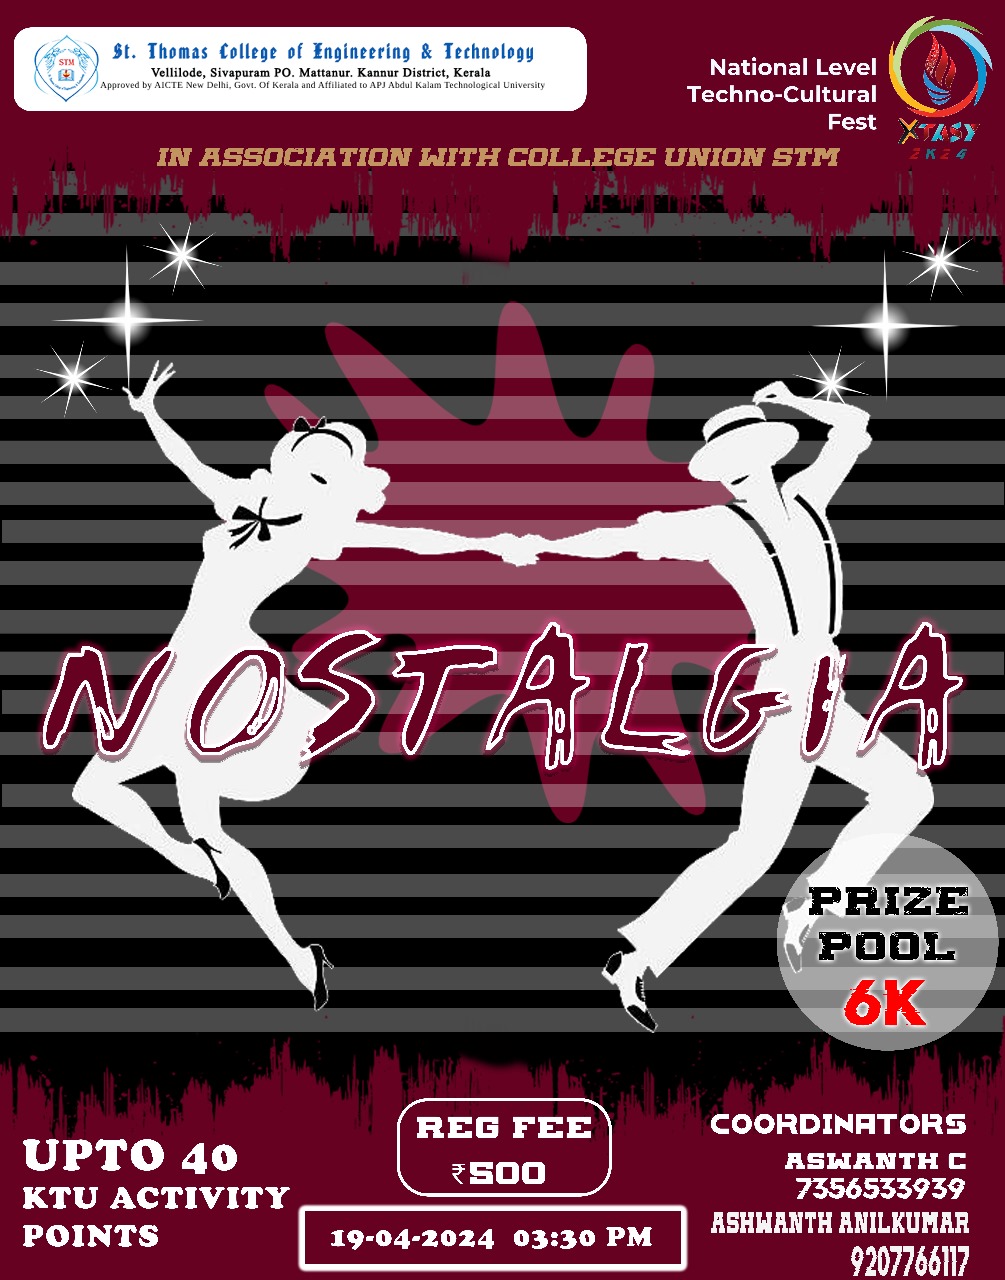 STM
St. Thomas College of Engineering & Technology
Vellilode, Sivapuram PO. Mattanur. Kannur District, Kerala
Approved by AICTE New Delhi, Govt. Of Kerala and Affiliated to APJ Abdul Kalam Technological University
National Level
Techno-Cultural
Fest
XTASY
2K24
IN ASSOCIATION WITH COLLEGE UNION STM
NOSTALGIA
PRIZE
POOL
6K
UPTO 40
KTU ACTIVITY
POINTS
REG FEE
₹500
19-04-2024 03:30 PM
COORDINATORS
ASWANTH C
7356533939
ASHWANTH ANILKUMAR
9207766117